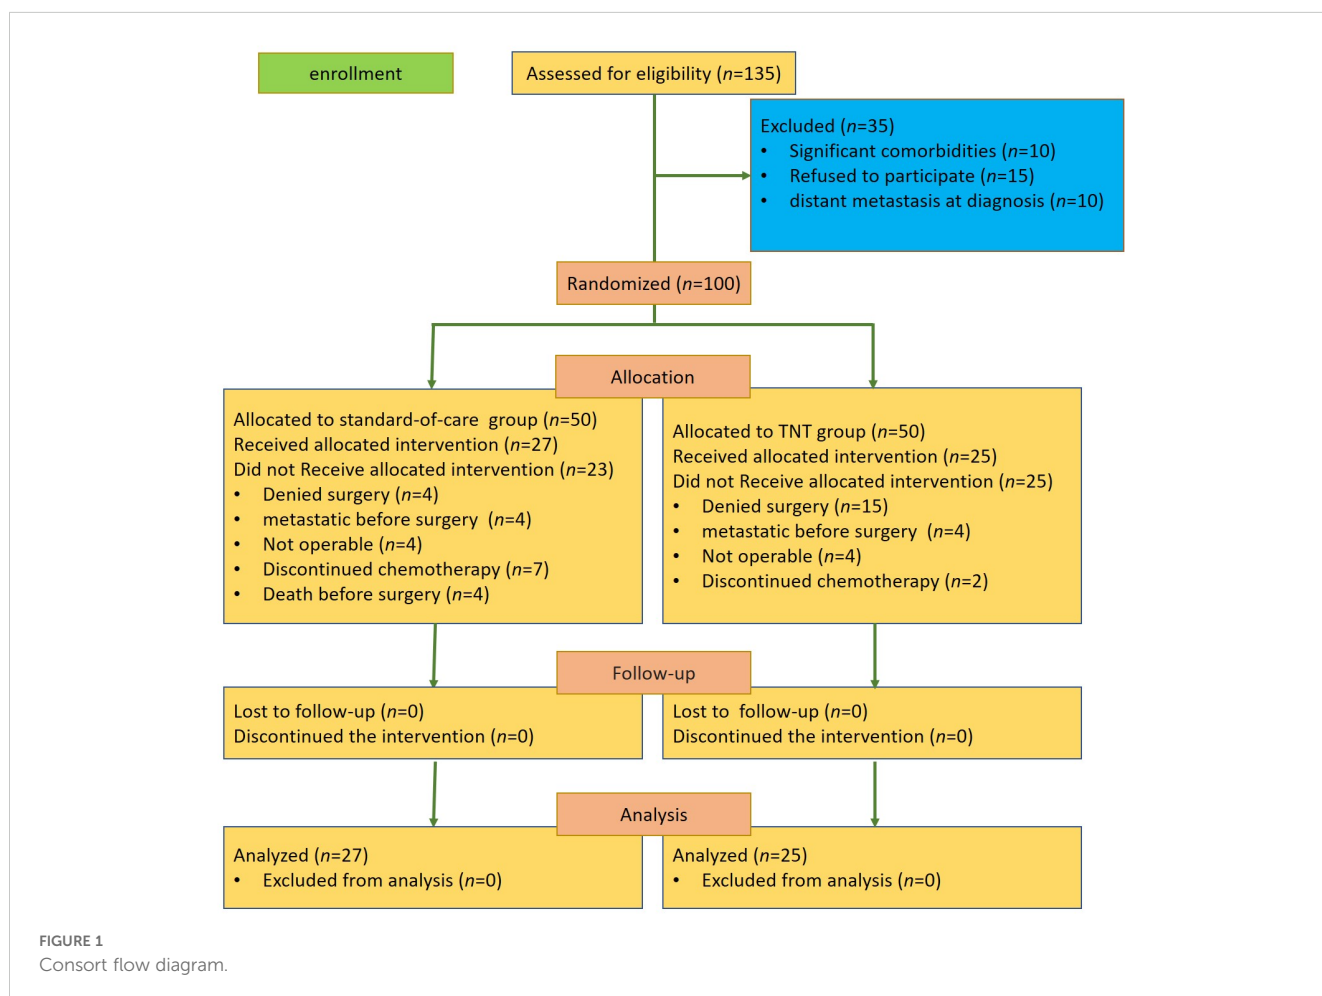 enrollment
Assessed for eligibility (n=135)
Excluded (n=35)
• Significant comorbidities (n=10)
• Refused to participate (n=15)
• distant metastasis at diagnosis (n=10)
Randomized (n=100)
Allocation
Allocated to standard-of-care group (n=50)
Received allocated intervention (n=27)
Did not Receive allocated intervention (n=23)
• Denied surgery (n=4)
• metastatic before surgery (n=4)
• Not operable (n=4)
• Discontinued chemotherapy (n=7)
• Death before surgery (n=4)
Allocated to TNT group (n=50)
Received allocated intervention (n=25)
Did not Receive allocated intervention (n=25)
• Denied surgery (n=15)
• metastatic before surgery (n=4)
• Not operable (n=4)
• Discontinued chemotherapy (n=2)
Follow-up
Lost to follow-up (n=0)
Discontinued the intervention (n=0)
Lost to follow-up (n=0)
Discontinued the intervention (n=0)
Analysis
Analyzed (n=27)
• Excluded from analysis (n=0)
Analyzed (n=25)
• Excluded from analysis (n=0)
FIGURE 1
Consort flow diagram.